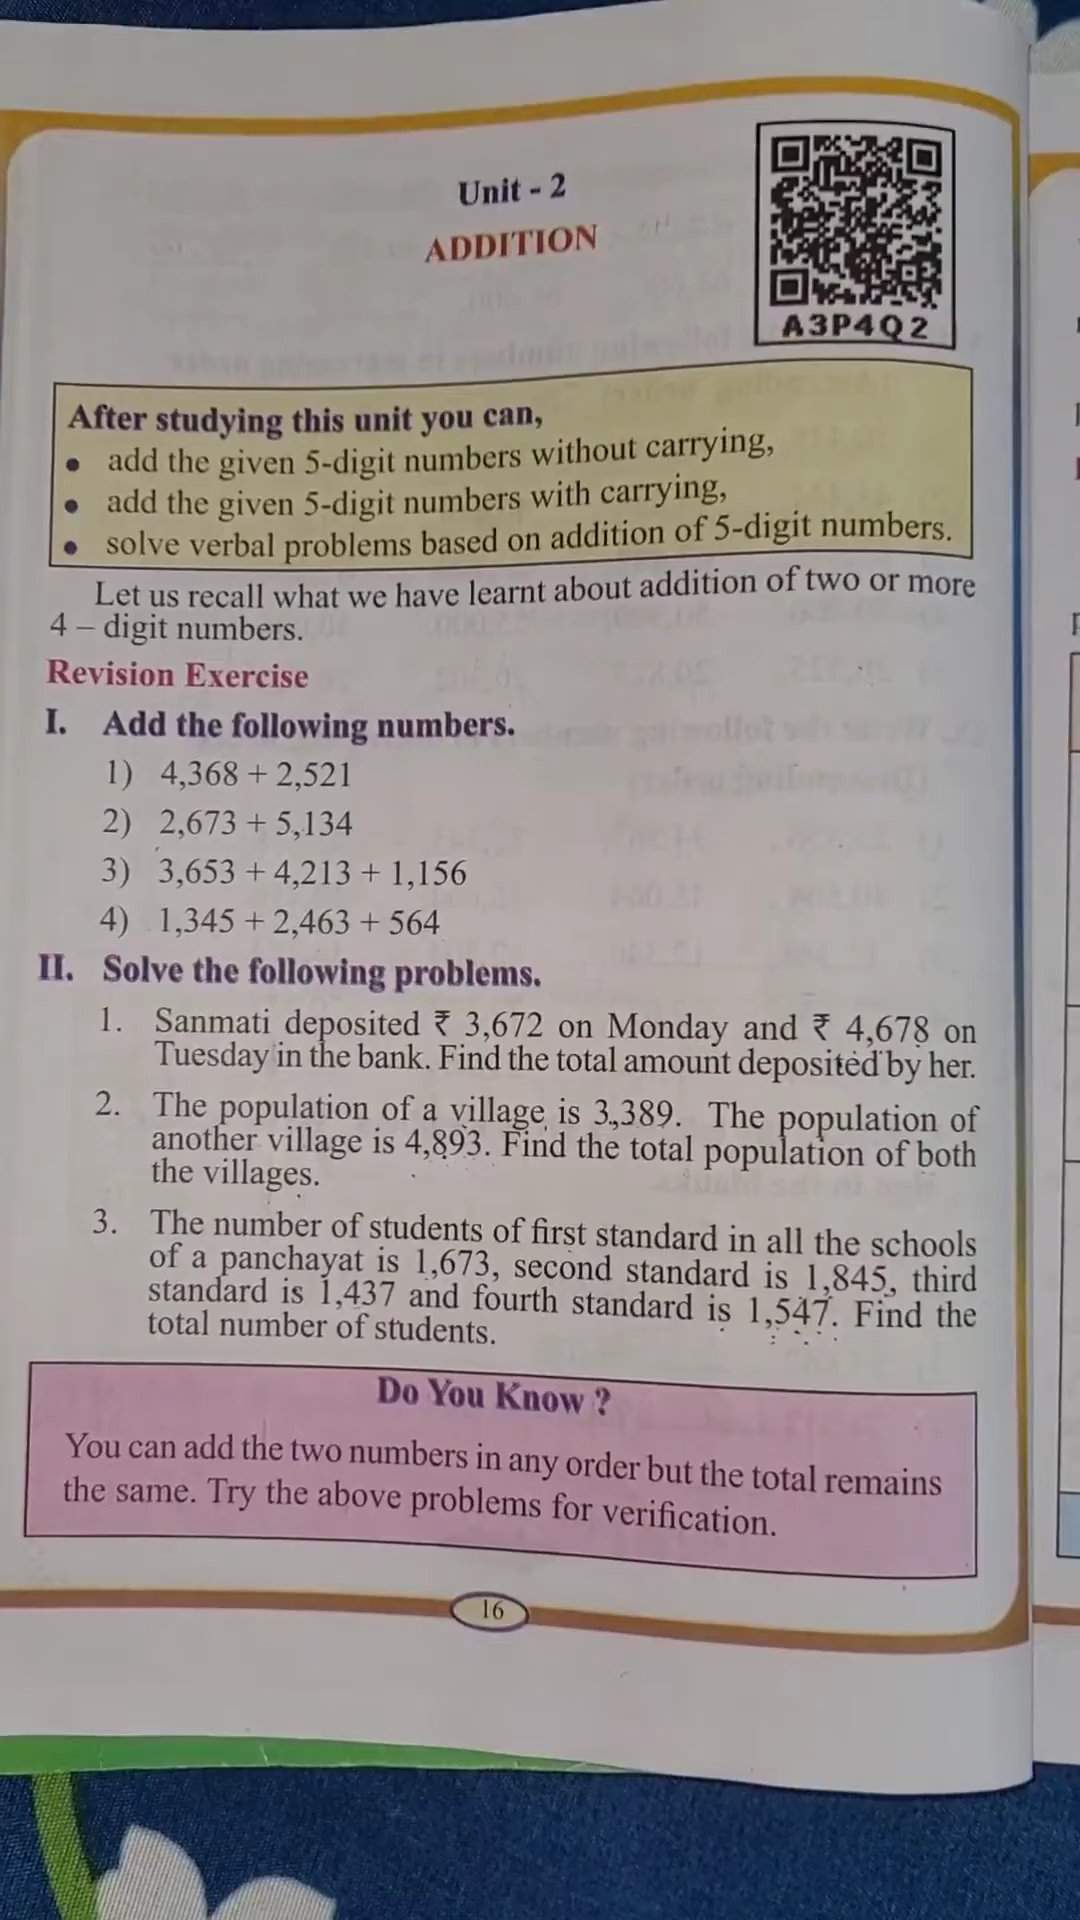 Unit - 2
ADDITION
A3P4Q2
After studying this unit you can,
• add the given 5-digit numbers without carrying,
• add the given 5-digit numbers with carrying,
• solve verbal problems based on addition of 5-digit numbers.
Let us recall what we have learnt about addition of two or more
4 – digit numbers.
Revision Exercise
I. Add the following numbers.
1) 4,368 + 2,521
2) 2,673 + 5,134
3) 3,653 + 4,213 + 1,156
4) 1,345 + 2,463 + 564
II. Solve the following problems.
1. Sanmati deposited ₹ 3,672 on Monday and ₹ 4,678 on
Tuesday in the bank. Find the total amount deposited by her.
2. The population of a village is 3,389. The population of
another village is 4,893. Find the total population of both
the villages.
3. The number of students of first standard in all the schools
of a panchayat is 1,673, second standard is 1,845, third
standard is 1,437 and fourth standard is 1,547. Find the
total number of students.
Do You Know ?
You can add the two numbers in any order but the total remains
the same. Try the above problems for verification.
16